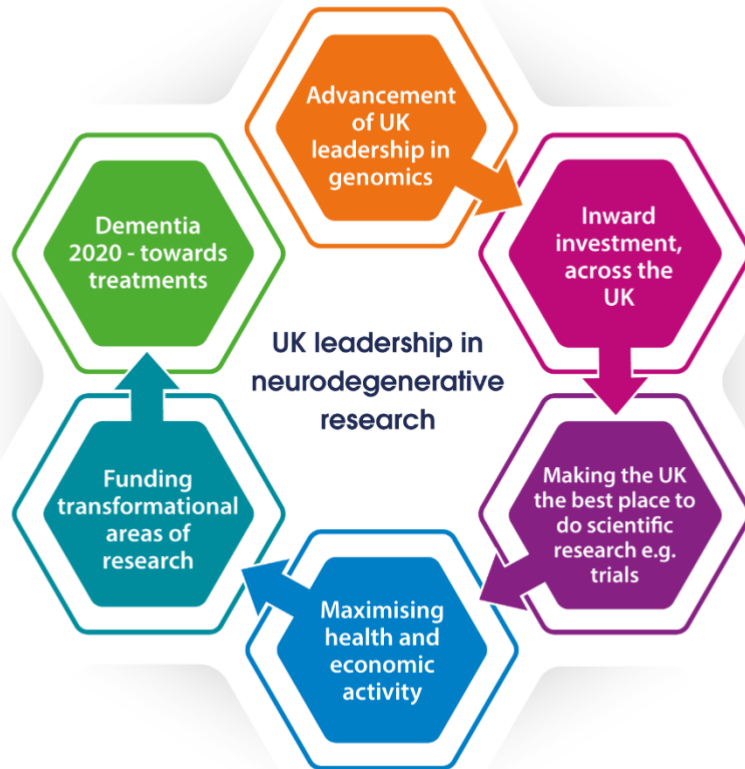 Advancement
of UK
leadership in
genomics
Inward
investment,
across the
UK
Making the UK
the best place to
do scientific
research e.g.
trials
Maximising
health and
economic
activity
Funding
transformational
areas of
research
Dementia
2020 - towards
treatments
UK leadership in
neurodegenerative
research